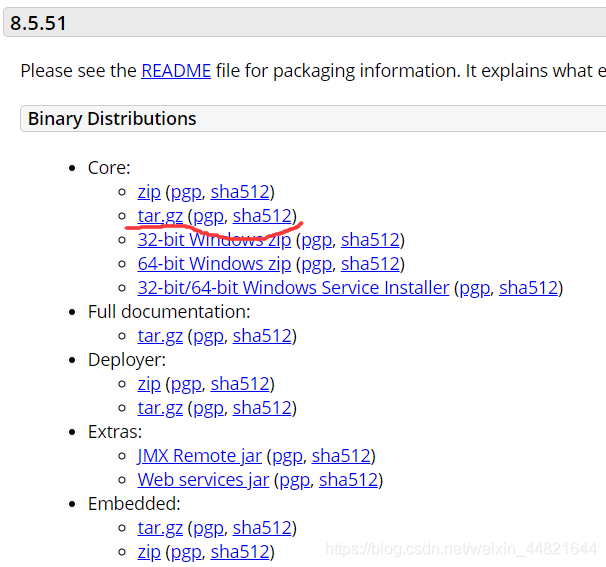 8.5.51
Please see the README file for packaging information. It explains what e
Binary Distributions
Core:
zip (pgp, sha512)
tar.gz (pgp, sha512)
32-bit Windows zip (pgp, sha512)
64-bit Windows zip (pgp, sha512)
32-bit/64-bit Windows Service Installer (pgp, sha512)
Full documentation:
tar.gz (pgp, sha512)
Deployer:
zip (pgp, sha512)
tar.gz (pgp, sha512)
Extras:
JMX Remote jar (pgp, sha512)
Web services jar (pgp, sha512)
Embedded:
tar.gz (pgp, sha512)
zip (pgp, sha512)
https://blog.csdn.net/weixin_44821644